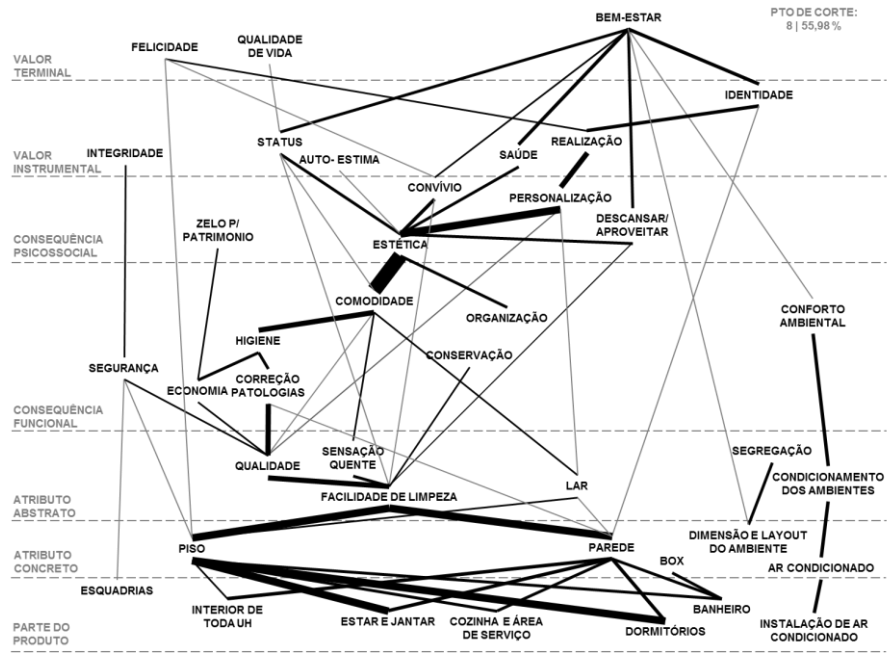 BEM-ESTAR
PTO DE CORTE:
8 | 55,98 %
QUALIDADE
DE VIDA
FELICIDADE
VALOR
TERMINAL
IDENTIDADE
STATUS
REALIZAÇÃO
INTEGRIDADE
AUTO- ESTIMA
SAÚDE
VALOR
INSTRUMENTAL
CONVÍVIO
PERSONALIZAÇÃO
ZELO P/
PATRIMONIO
DESCANSAR/
APROVEITAR
CONSEQUÊNCIA
PSICOSSOCIAL
ESTÉTICA
COMODIDADE
ORGANIZAÇÃO
CONFORTO
AMBIENTAL
HIGIENE
CONSERVAÇÃO
SEGURANÇA
ECONOMIA
CORREÇÃO
PATOLOGIAS
CONSEQUÊNCIA
FUNCIONAL
QUALIDADE
SENSAÇÃO
QUENTE
SEGREGAÇÃO
LAR
CONDICIONAMENTO
DOS AMBIENTES
ATRIBUTO
ABSTRATO
FACILIDADE DE LIMPEZA
DIMENSÃO E LAYOUT
DO AMBIENTE
PISO
PAREDE
ATRIBUTO
CONCRETO
BOX
AR CONDICIONADO
ESQUADRIAS
INTERIOR DE
TODA UH
ESTAR E JANTAR
COZINHA E ÁREA
DE SERVIÇO
DORMITÓRIOS
BANHEIRO
INSTALAÇÃO DE AR
CONDICIONADO
PARTE DO
PRODUTO